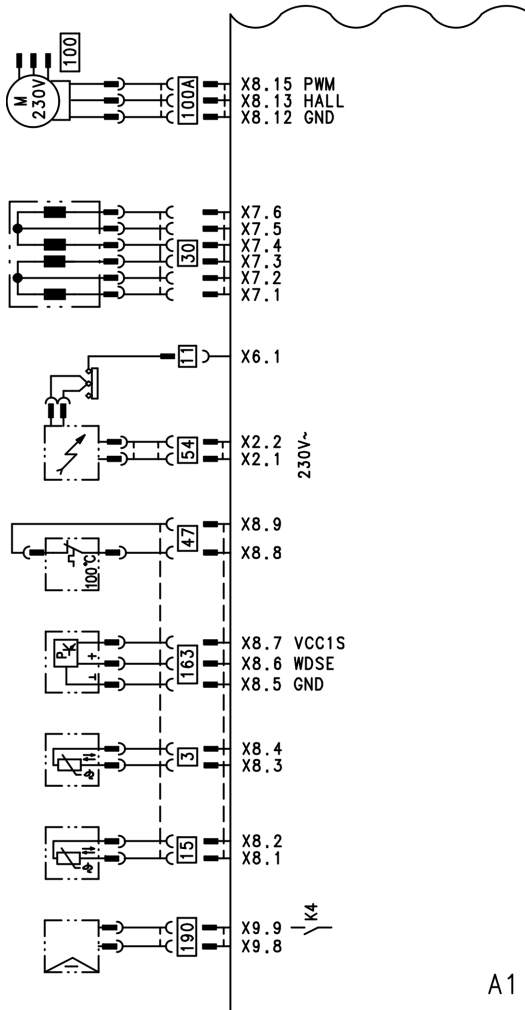 100
M
230V
100A
X8.15 PWM
X8.13 HALL
X8.12 GND
30
X7.6
X7.5
X7.4
X7.3
X7.2
X7.1
11
X6.1
54
X2.2
X2.1
230V~
47
X8.9
X8.8
100°C
P
+
⊥
163
X8.7 VCC1S
X8.6 WDSE
X8.5 GND
3
X8.4
X8.3
15
X8.2
X8.1
190
X9.9
X9.8
K4
A1